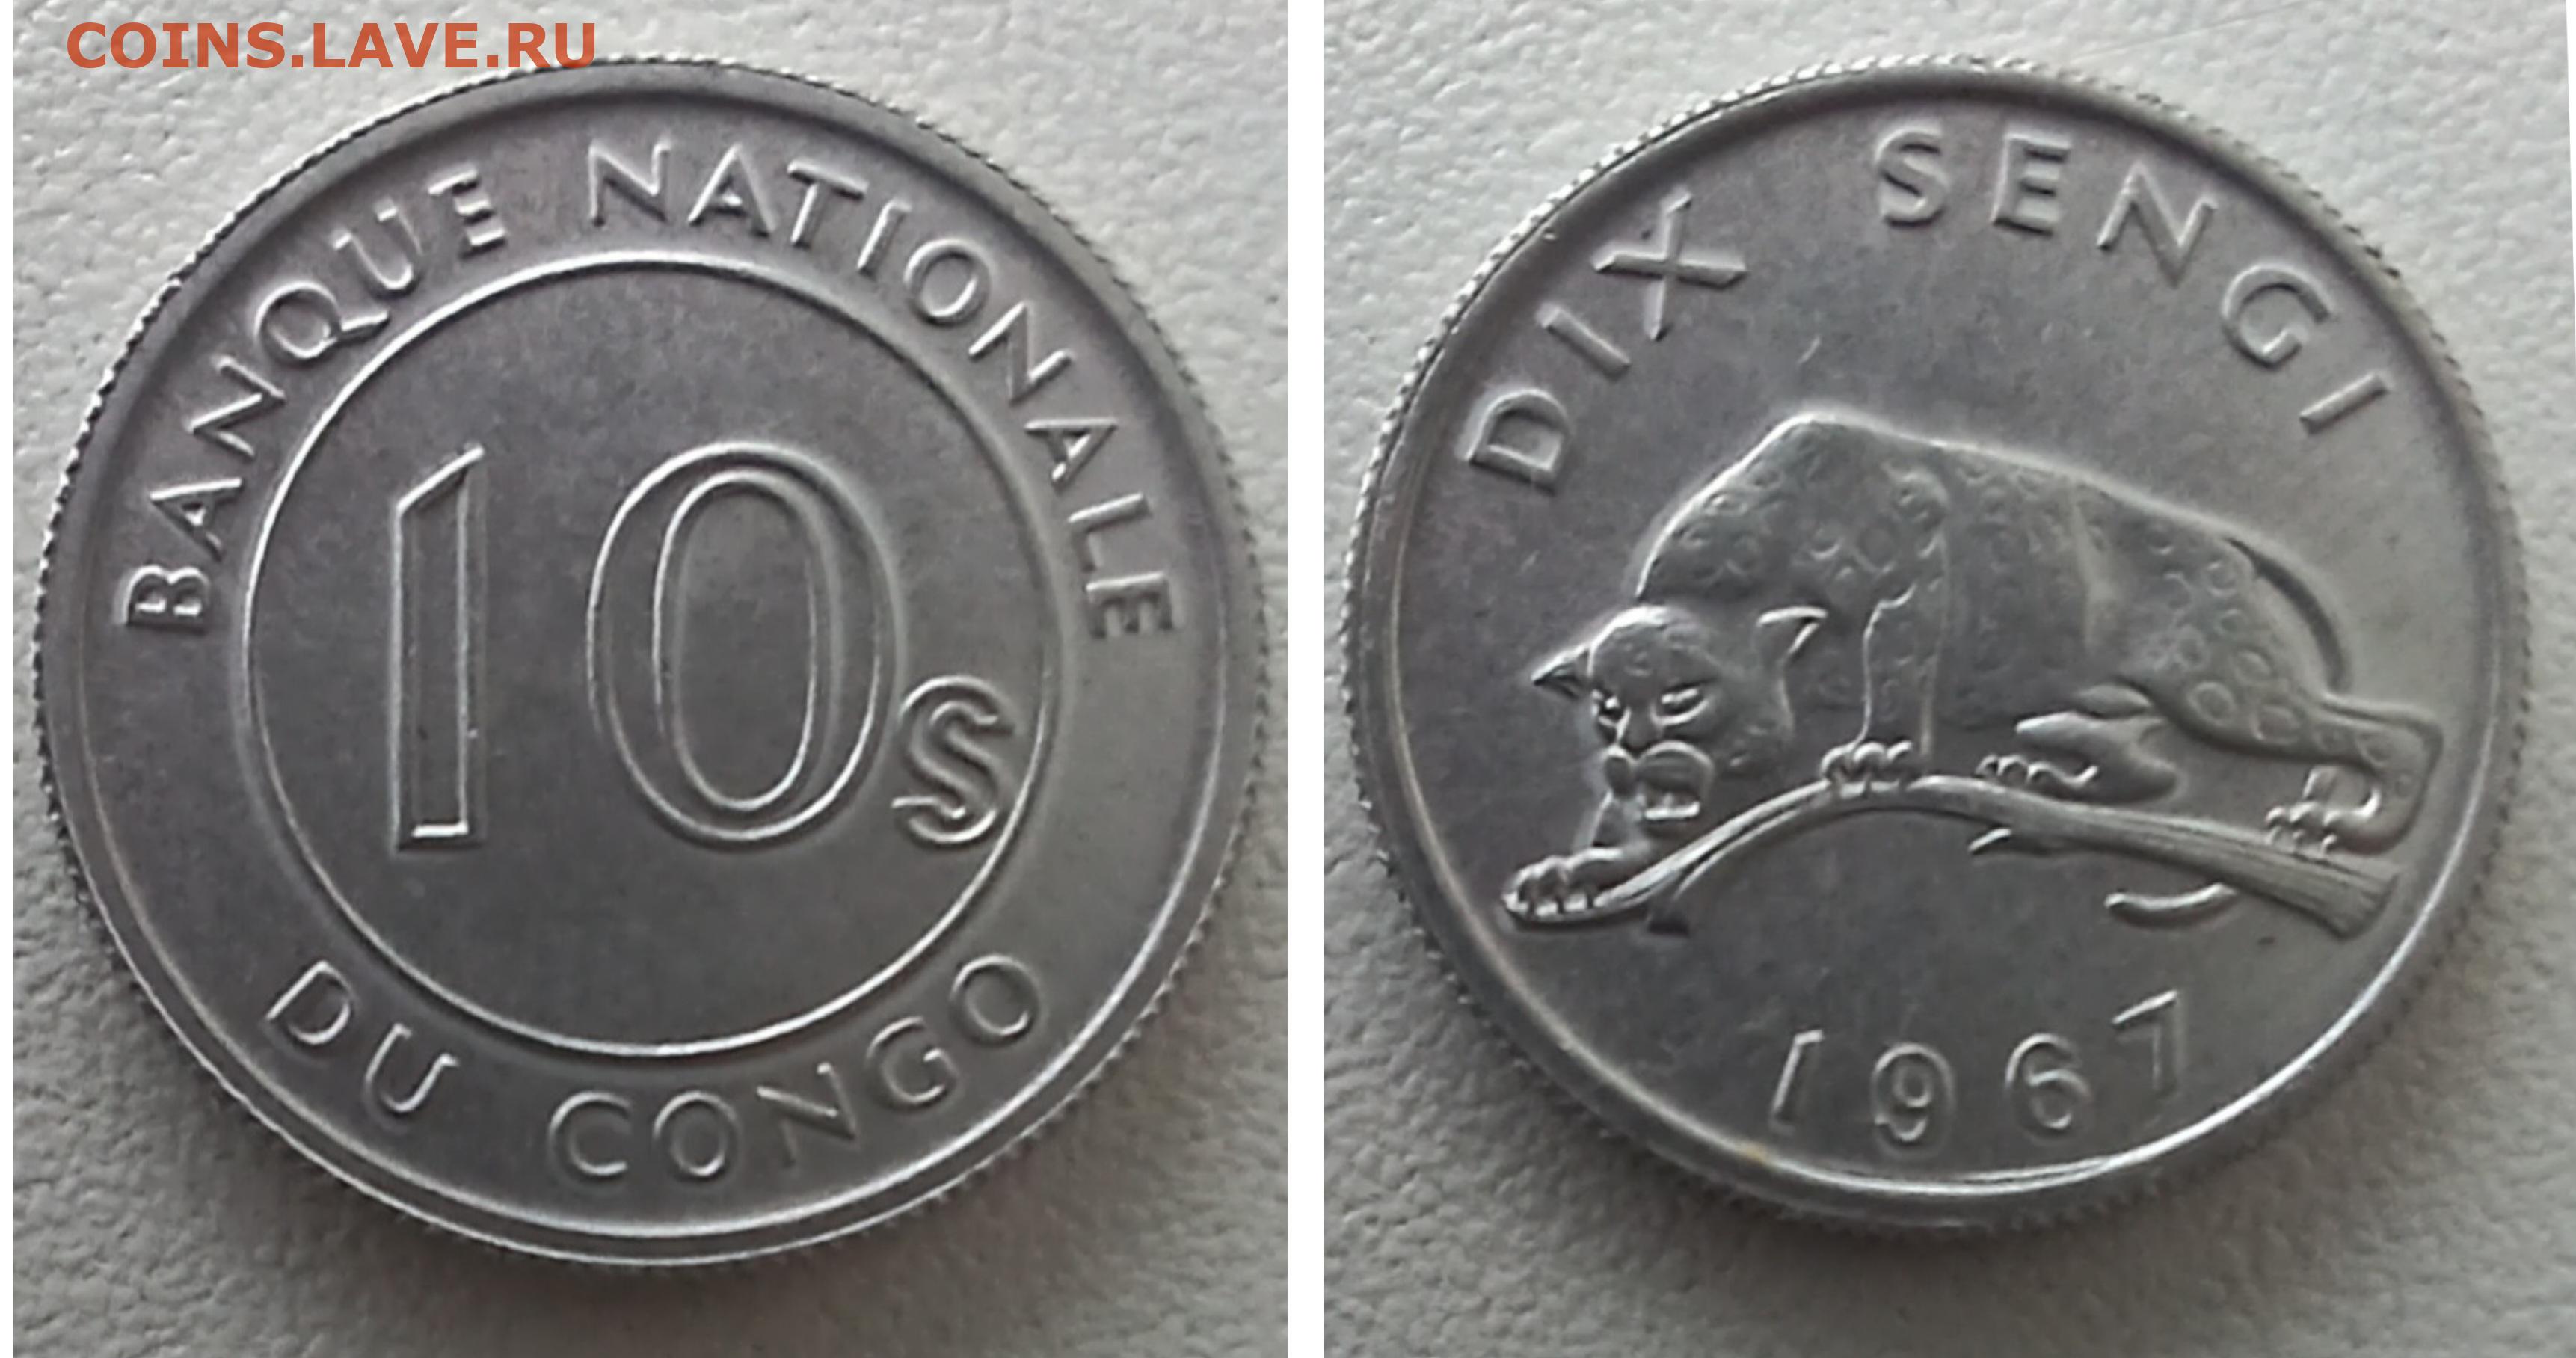 COINS.LAVE.RU
BANQUE NATIONALE
10 S
DU CONGO
DIX SENGI
1967